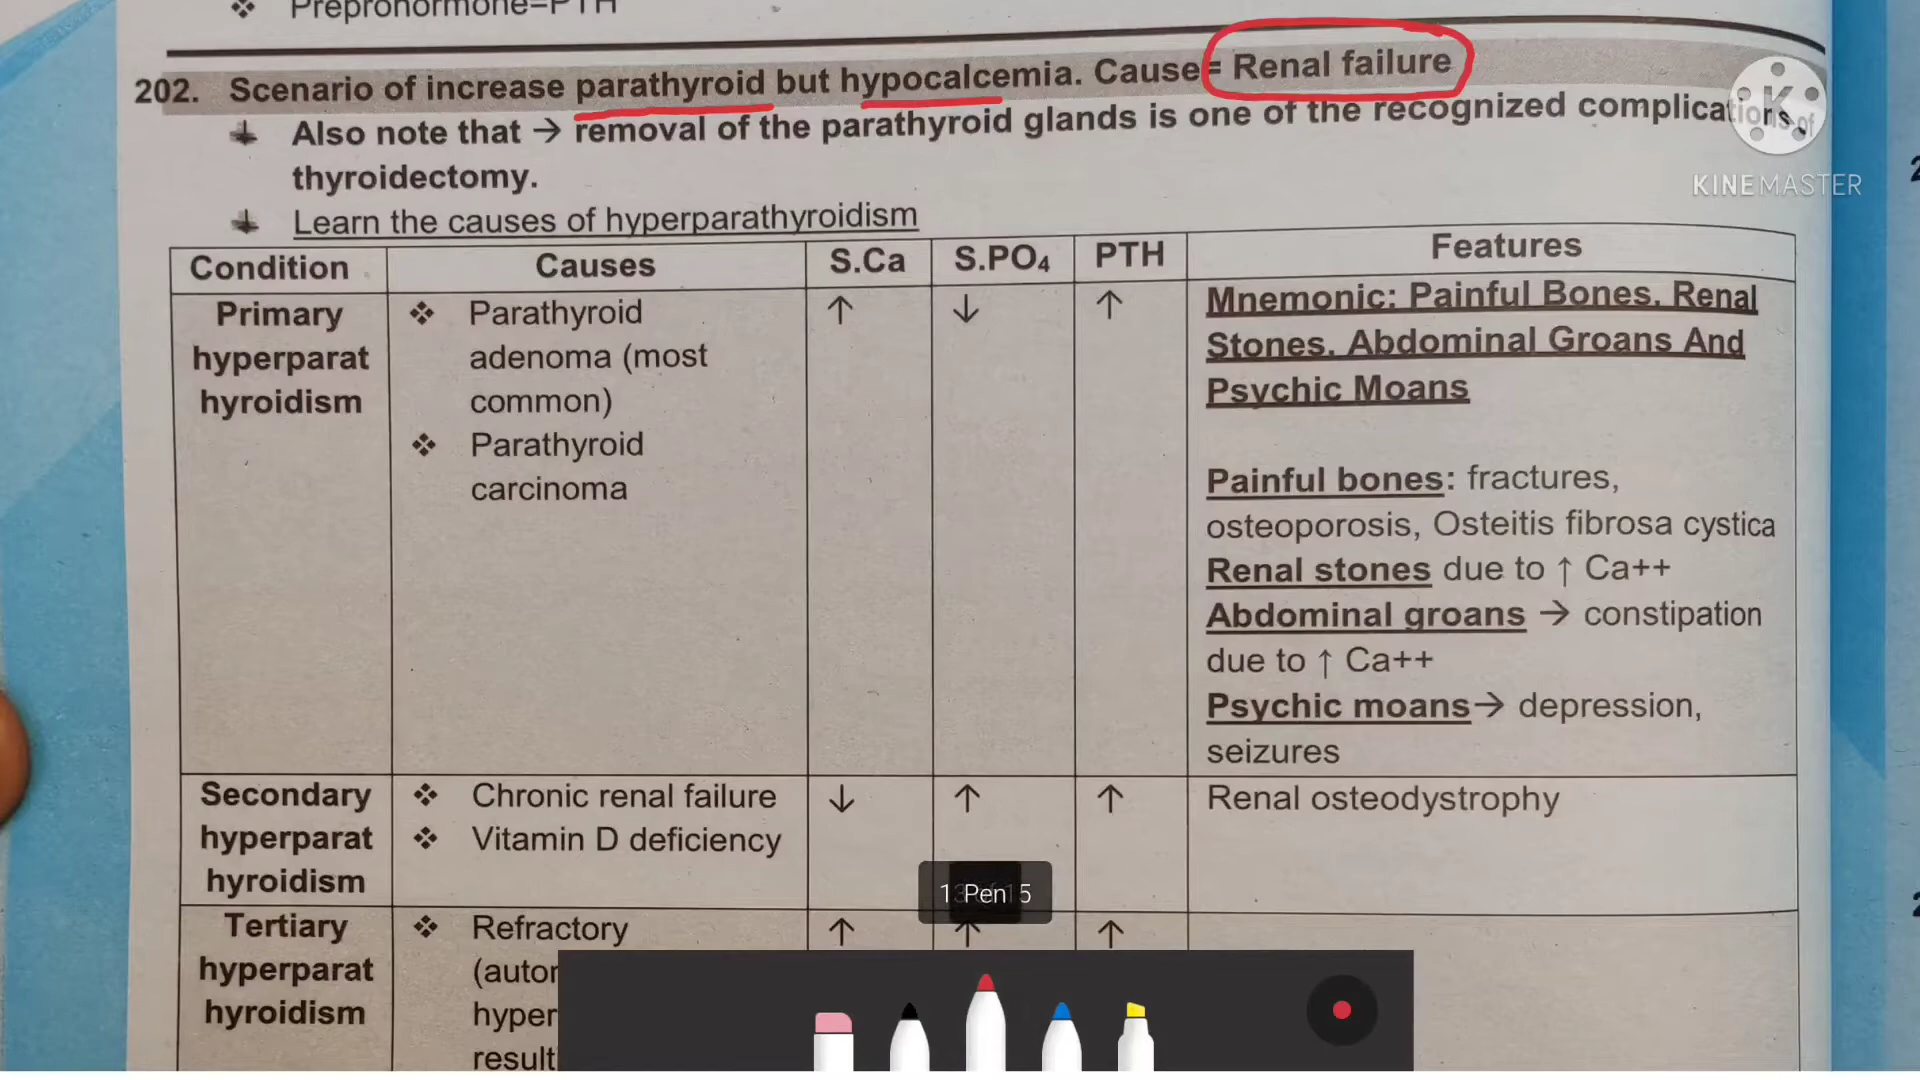 Prepronormone=PTH
202. Scenario of increase parathyroid but hypocalcemia. Cause= Renal failure
Also note that → removal of the parathyroid glands is one of the recognized complications of
thyroidectomy.
KINEMASTER
Learn the causes of hyperparathyroidism
Condition Causes S.Ca S.PO₄ PTH Features
Primary
hyperparat
hyroidism
❖ Parathyroid
adenoma (most
common)
❖ Parathyroid
carcinoma
↑ ↓ ↑
Mnemonic: Painful Bones, Renal
Stones, Abdominal Groans And
Psychic Moans
Painful bones: fractures,
osteoporosis, Osteitis fibrosa cystica
Renal stones due to ↑ Ca++
Abdominal groans → constipation
due to ↑ Ca++
Psychic moans→ depression,
seizures
Secondary
hyperparat
hyroidism
❖ Chronic renal failure
❖ Vitamin D deficiency
↓ ↑ ↑
Renal osteodystrophy
Tertiary
hyperparat
hyroidism
❖ Refractory
(autor
hyper
result
↑ ↑ ↑
Pen